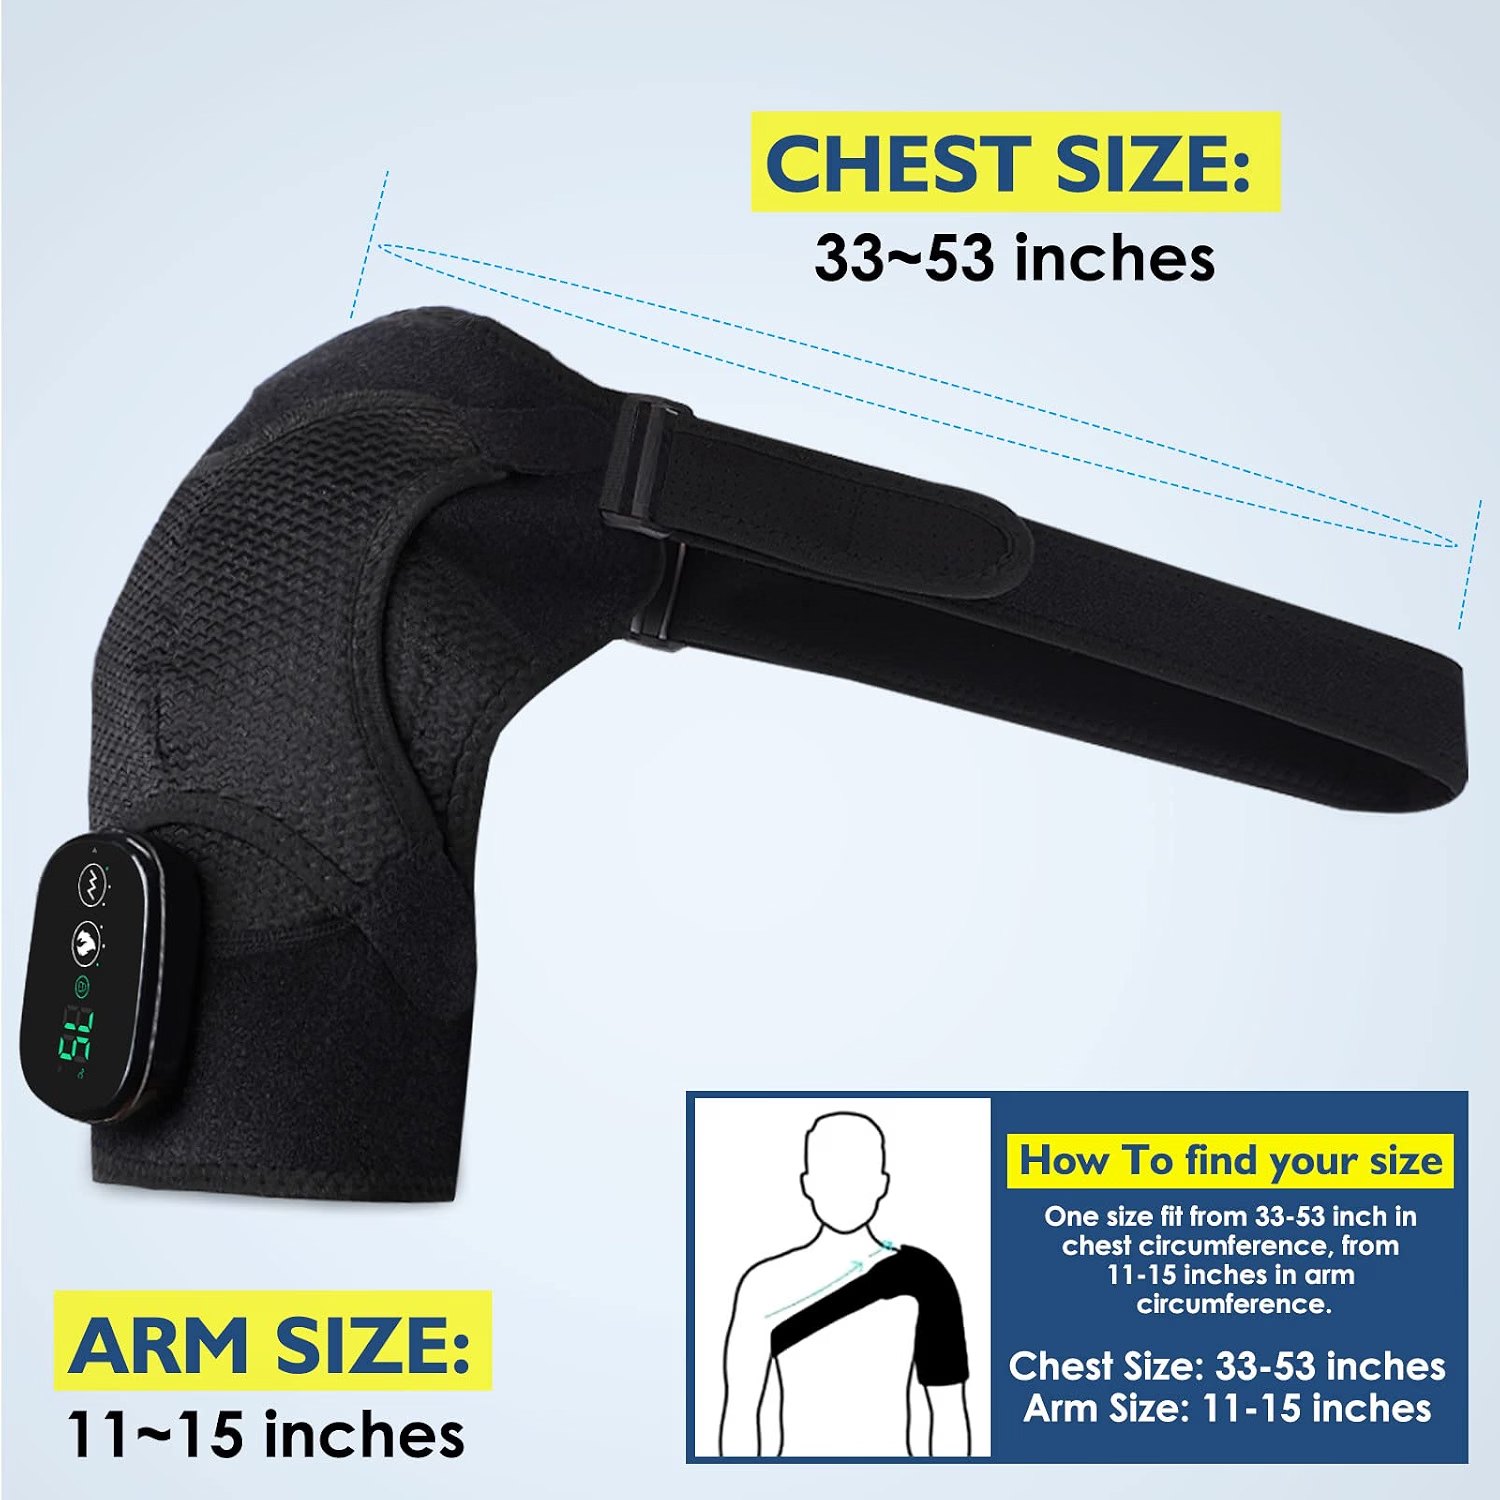 CHEST SIZE:
33~53 inches
ARM SIZE:
11~15 inches
How To find your size
One size fit from 33-53 inch in
chest circumference, from
11-15 inches in arm
circumference.
Chest Size: 33-53 inches
Arm Size: 11-15 inches